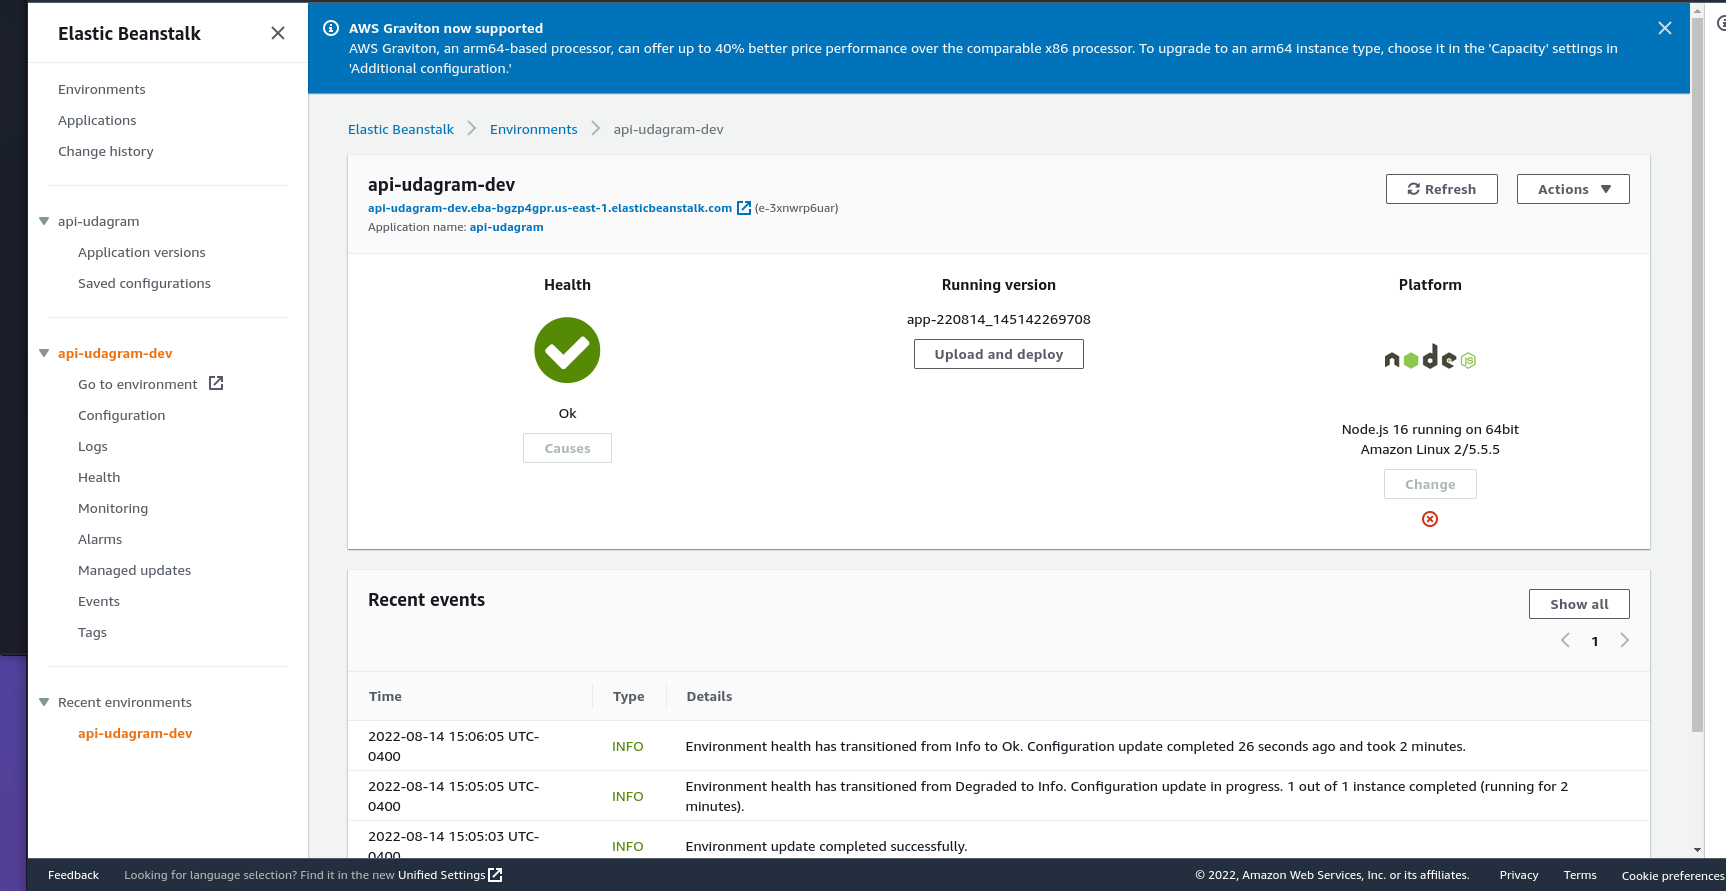 Elastic Beanstalk
Environments
Applications
Change history
api-udagram
Application versions
Saved configurations
api-udagram-dev
Go to environment
Configuration
Logs
Health
Monitoring
Alarms
Managed updates
Events
Tags
Recent environments
api-udagram-dev
AWS Graviton now supported
AWS Graviton, an arm64-based processor, can offer up to 40% better price performance over the comparable x86 processor. To upgrade to an arm64 instance type, choose it in the 'Capacity' settings in
'Additional configuration.'
Elastic Beanstalk > Environments > api-udagram-dev
api-udagram-dev
api-udagram-dev.eba-bgzp4gpr.us-east-1.elasticbeanstalk.com (e-3xnwrp6uar)
Application name: api-udagram
Refresh
Actions
Health
Ok
Causes
Running version
app-220814_145142269708
Upload and deploy
Platform
node JS
Node.js 16 running on 64bit
Amazon Linux 2/5.5.5
Change
Recent events
Show all
1
Time Type Details
2022-08-14 15:06:05 UTC-
0400
INFO
Environment health has transitioned from Info to Ok. Configuration update completed 26 seconds ago and took 2 minutes.
2022-08-14 15:05:05 UTC-
0400
INFO
Environment health has transitioned from Degraded to Info. Configuration update in progress. 1 out of 1 instance completed (running for 2
minutes).
2022-08-14 15:05:03 UTC-
0400
INFO
Environment update completed successfully.
Feedback Looking for language selection? Find it in the new Unified Settings © 2022, Amazon Web Services, Inc. or its affiliates. Privacy Terms Cookie preferences